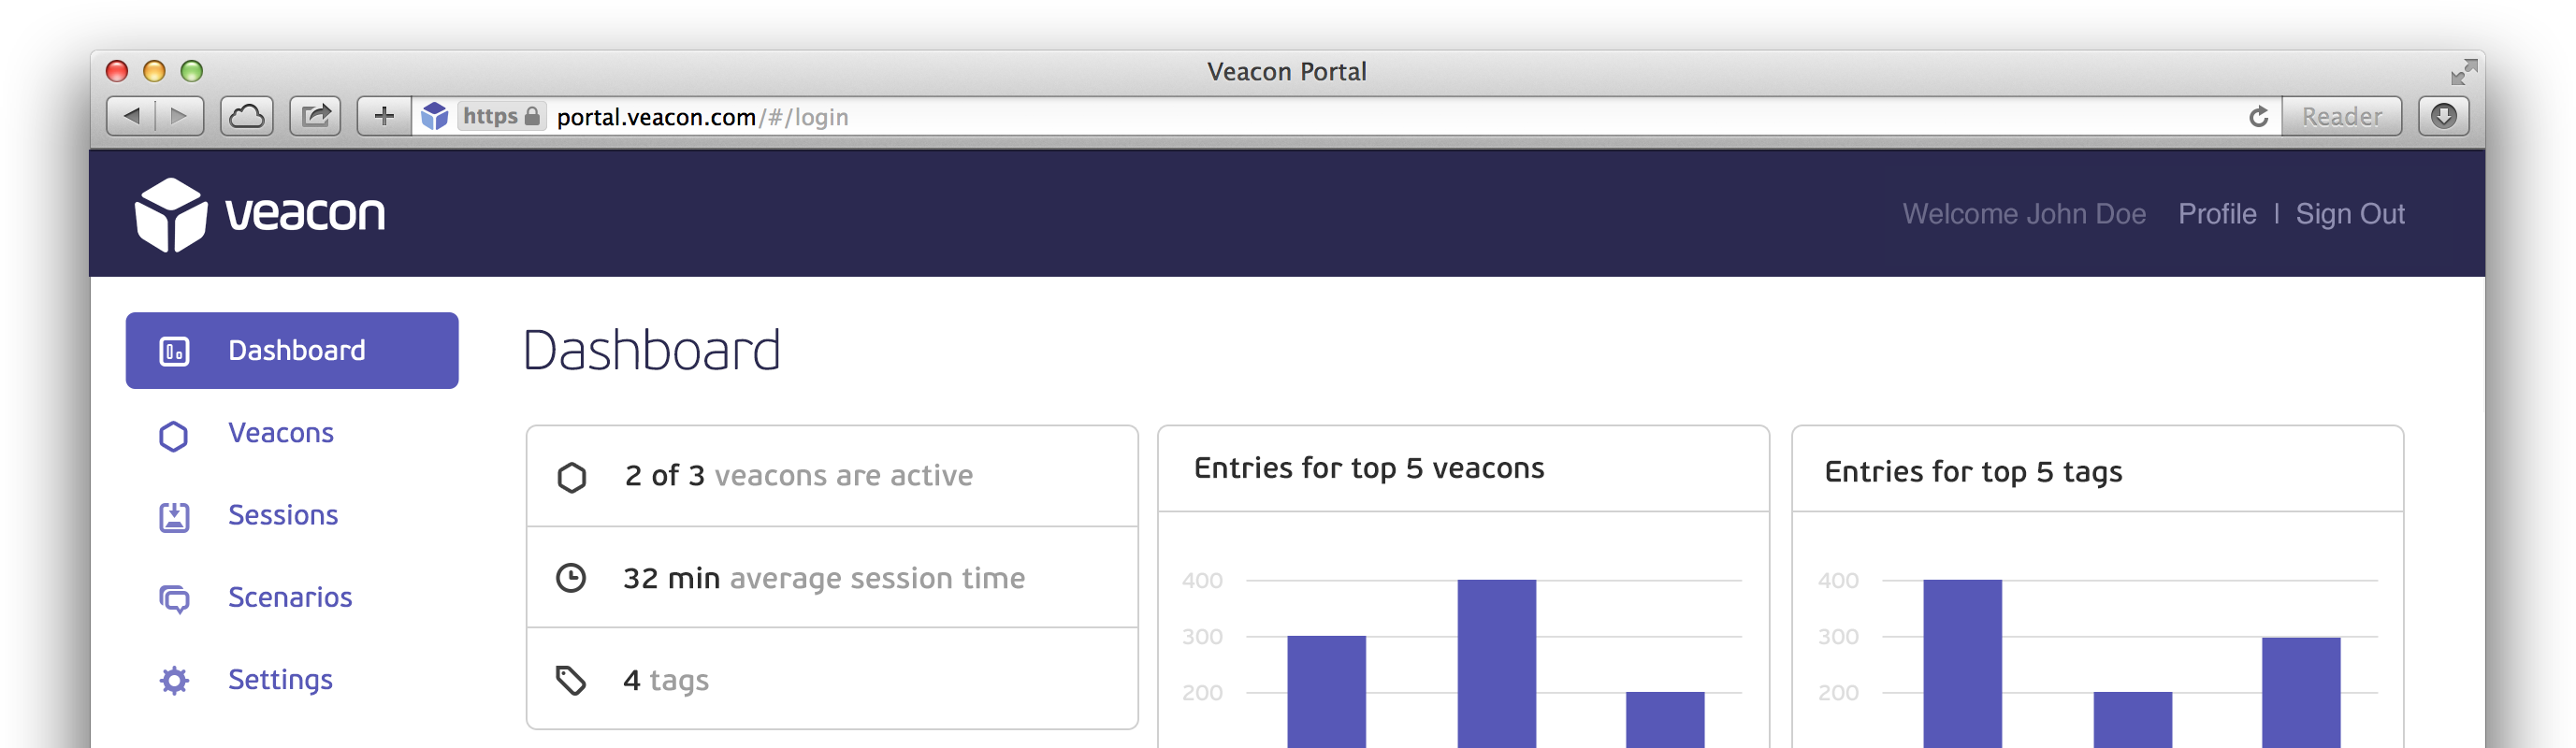 Veacon Portal
https portal.veacon.com/#/login Reader
veacon
Welcome John Doe Profile | Sign Out
Dashboard
Veacons
Sessions
Scenarios
Settings
Dashboard
2 of 3 veacons are active
32 min average session time
4 tags
Entries for top 5 veacons
400
300
200
Entries for top 5 tags
400
300
200